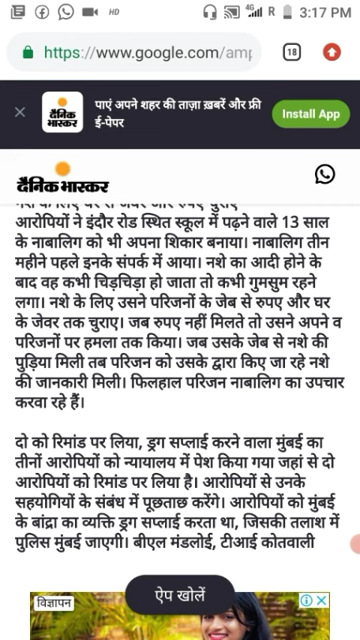 HD 4G R 3:17 PM
https://www.google.com/amp 18
पाएं अपने शहर की ताज़ा ख़बरें और फ्री
ई-पेपर
Install App
दैनिक भास्कर
दैनिक भास्कर
आरोपियों ने इंदौर रोड स्थित स्कूल में पढ़ने वाले 13 साल
के नाबालिग को भी अपना शिकार बनाया। नाबालिग तीन
महीने पहले इनके संपर्क में आया। नशे का आदी होने के
बाद वह कभी चिड़चिड़ा हो जाता तो कभी गुमसुम रहने
लगा। नशे के लिए उसने परिजनों के जेब से रुपए और घर
के जेवर तक चुराए। जब रुपए नहीं मिलते तो उसने अपने व
परिजनों पर हमला तक किया। जब उसके जेब से नशे की
पुड़िया मिली तब परिजन को उसके द्वारा किए जा रहे नशे
की जानकारी मिली। फिलहाल परिजन नाबालिग का उपचार
करवा रहे हैं।
दो को रिमांड पर लिया, ड्रग सप्लाई करने वाला मुंबई का
तीनों आरोपियों को न्यायालय में पेश किया गया जहां से दो
आरोपियों को रिमांड पर लिया है। आरोपियों से उनके
सहयोगियों के संबंध में पूछताछ करेंगे। आरोपियों को मुंबई
के बांद्रा का व्यक्ति ड्रग सप्लाई करता था, जिसकी तलाश में
पुलिस मुंबई जाएगी। बीएल मंडलोई, टीआई कोतवाली
ऐप खोलें
विज्ञापन